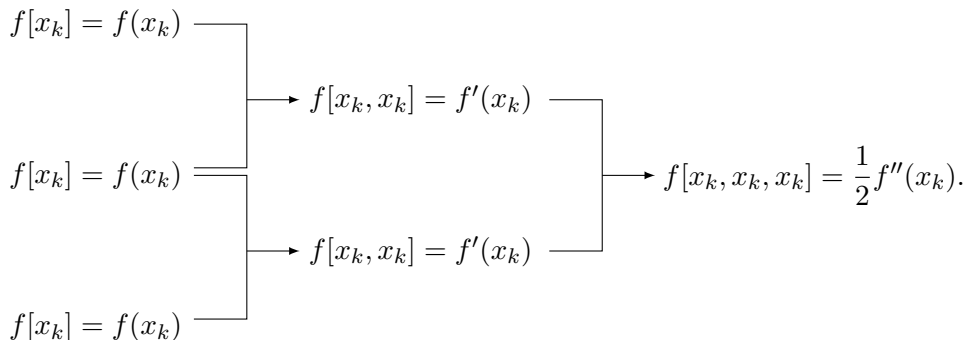 f[x_k] = f(x_k)
f[x_k, x_k] = f'(x_k)
f[x_k] = f(x_k)
f[x_k, x_k, x_k] = \frac{1}{2} f''(x_k).
f[x_k, x_k] = f'(x_k)
f[x_k] = f(x_k)